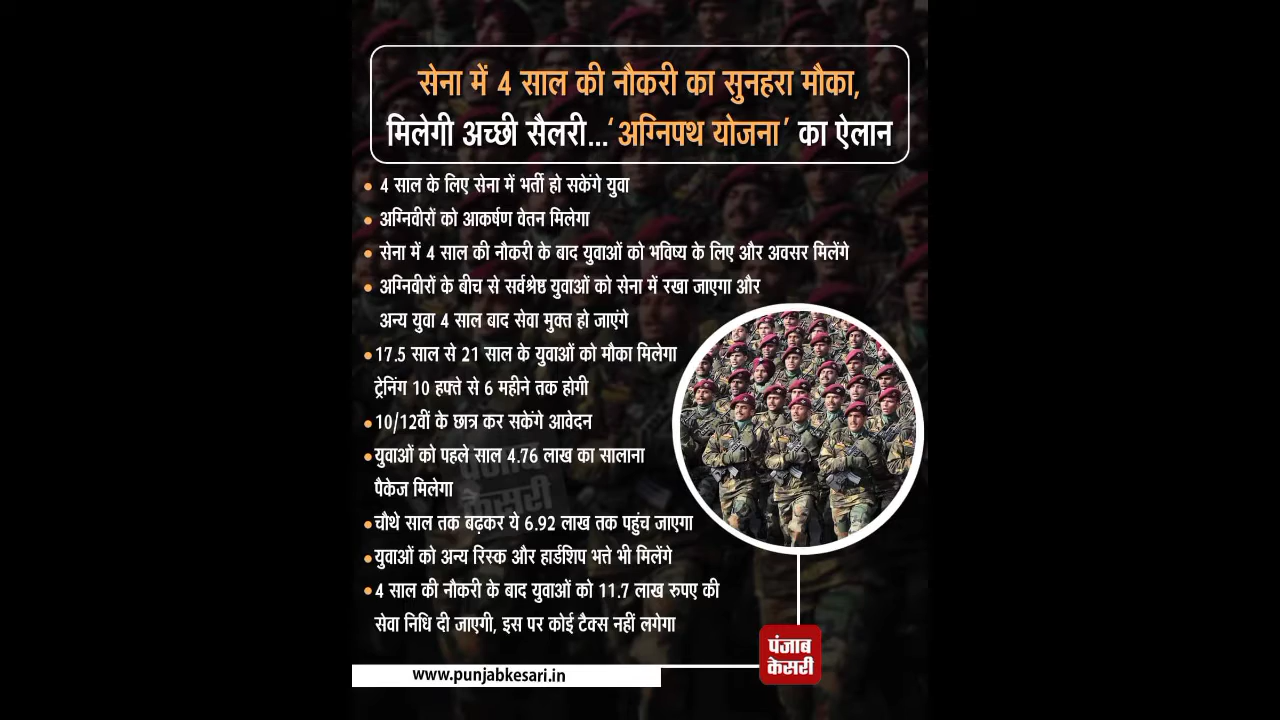 सेना में 4 साल की नौकरी का सुनहरा मौका,
मिलेगी अच्छी सैलरी...‘अग्निपथ योजना’ का ऐलान
• 4 साल के लिए सेना में भर्ती हो सकेंगे युवा
• अग्निवीरों को आकर्षण वेतन मिलेगा
• सेना में 4 साल की नौकरी के बाद युवाओं को भविष्य के लिए और अवसर मिलेंगे
• अग्निवीरों के बीच से सर्वश्रेष्ठ युवाओं को सेना में रखा जाएगा और
अन्य युवा 4 साल बाद सेवा मुक्त हो जाएंगे
• 17.5 साल से 21 साल के युवाओं को मौका मिलेगा
ट्रेनिंग 10 हफ्ते से 6 महीने तक होगी
• 10/12वीं के छात्र कर सकेंगे आवेदन
• युवाओं को पहले साल 4.76 लाख का सालाना
पैकेज मिलेगा
• चौथे साल तक बढ़कर ये 6.92 लाख तक पहुंच जाएगा
• युवाओं को अन्य रिस्क और हार्डशिप भत्ते भी मिलेंगे
• 4 साल की नौकरी के बाद युवाओं को 11.7 लाख रुपए की
सेवा निधि दी जाएगी, इस पर कोई टैक्स नहीं लगेगा
पंजाब
केसरी
www.punjabkesari.in
पंजाब
केसरी